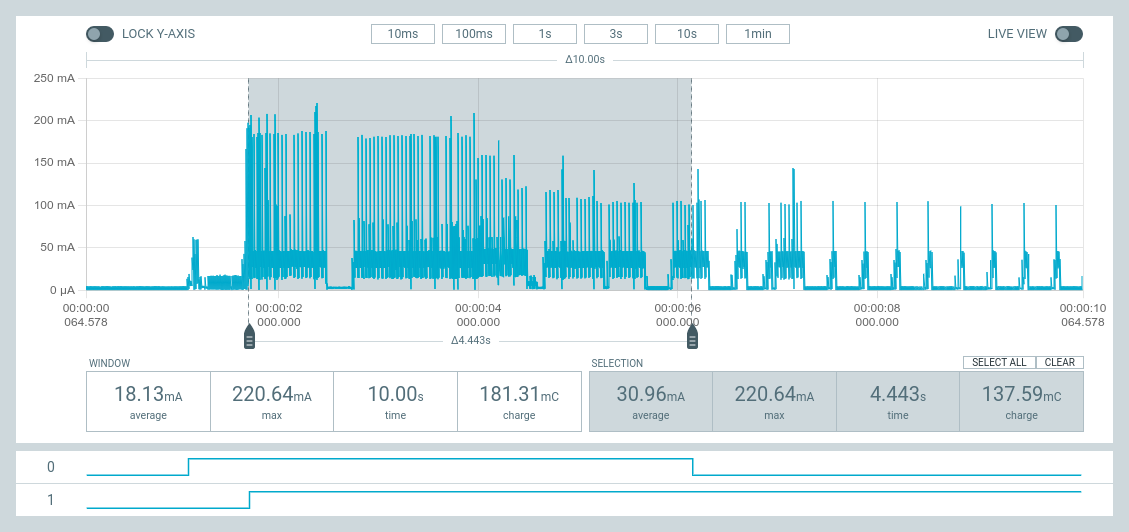 LOCK Y-AXIS 10ms 100ms 1s 3s 10s 1min LIVE VIEW
Δ10.00s
250 mA
200 mA
150 mA
100 mA
50 mA
0 µA
00:00:00 00:00:02 00:00:04 00:00:06 00:00:08 00:00:10
064.578 000.000 000.000 000.000 000.000 064.578
Δ4.443s
WINDOW SELECTION SELECT ALL CLEAR
18.13mA 220.64mA 10.00s 181.31mC 30.96mA 220.64mA 4.443s 137.59mC
average max time charge average max time charge
0
1